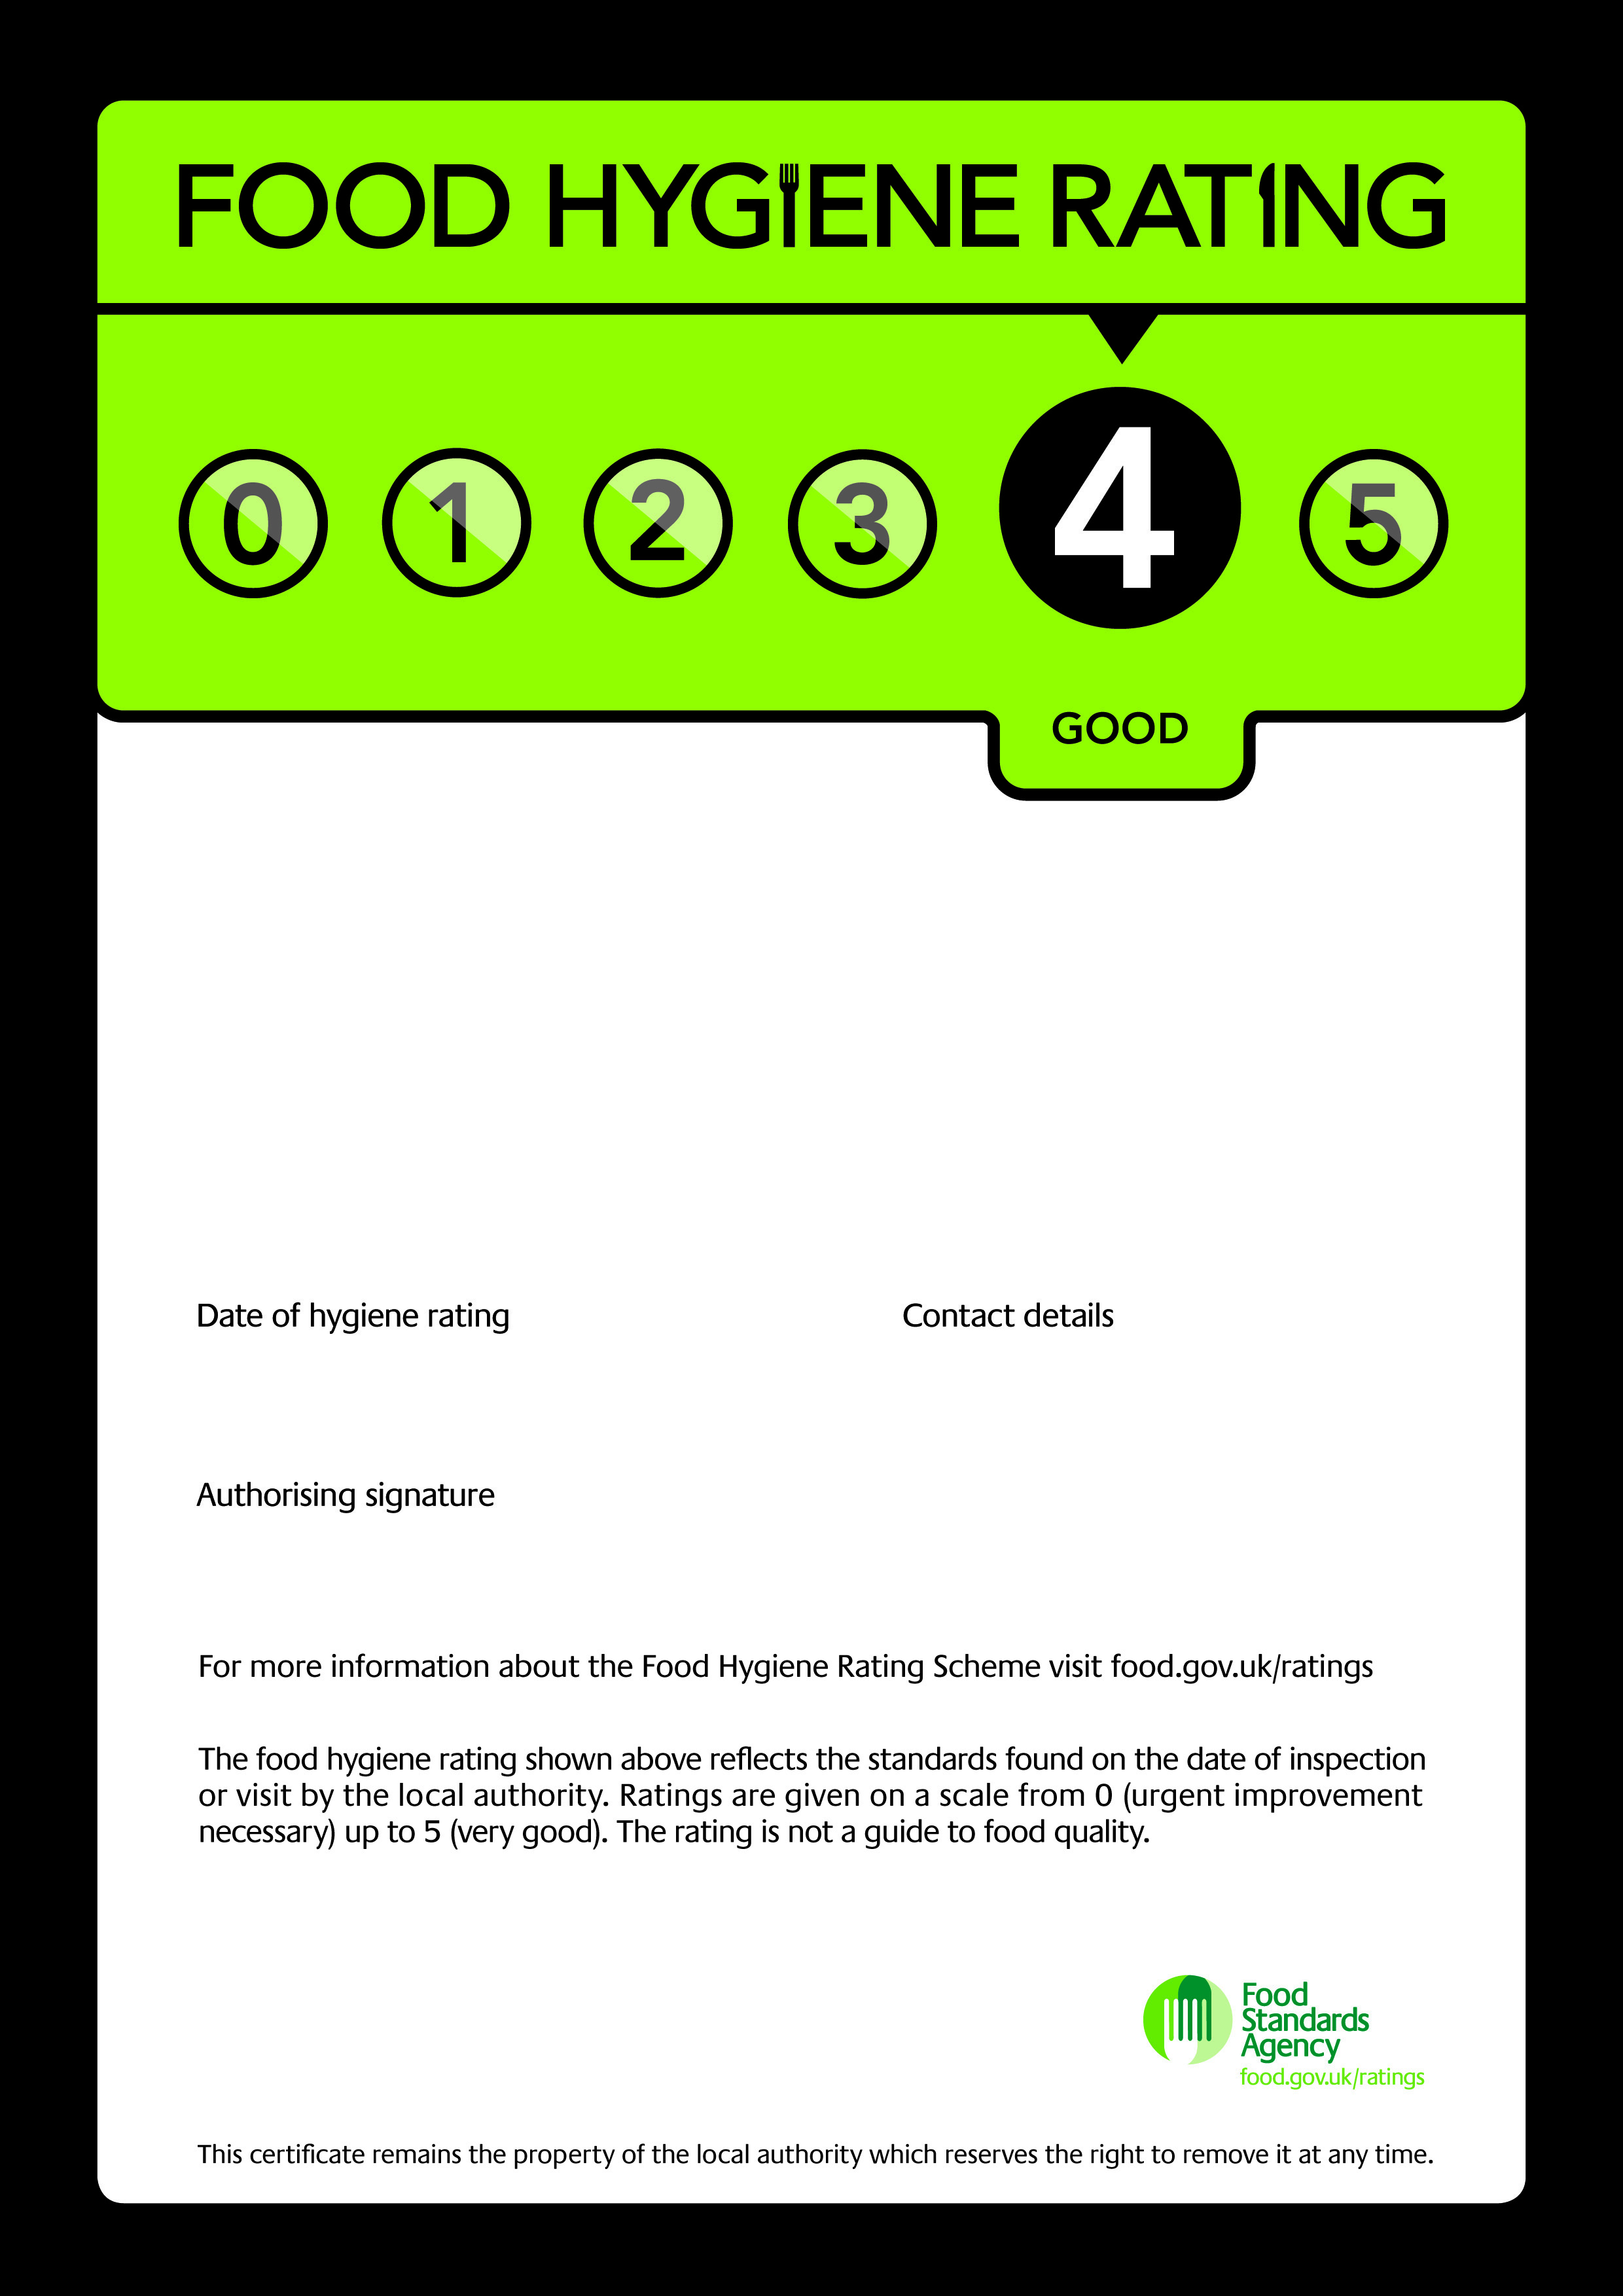 FOOD HYGIENE RATING
0 1 2 3 4 5
GOOD
Date of hygiene rating
Contact details
Authorising signature
For more information about the Food Hygiene Rating Scheme visit food.gov.uk/ratings
The food hygiene rating shown above reflects the standards found on the date of inspection
or visit by the local authority. Ratings are given on a scale from 0 (urgent improvement
necessary) up to 5 (very good). The rating is not a guide to food quality.
Food
Standards
Agency
food.gov.uk/ratings
This certificate remains the property of the local authority which reserves the right to remove it at any time.